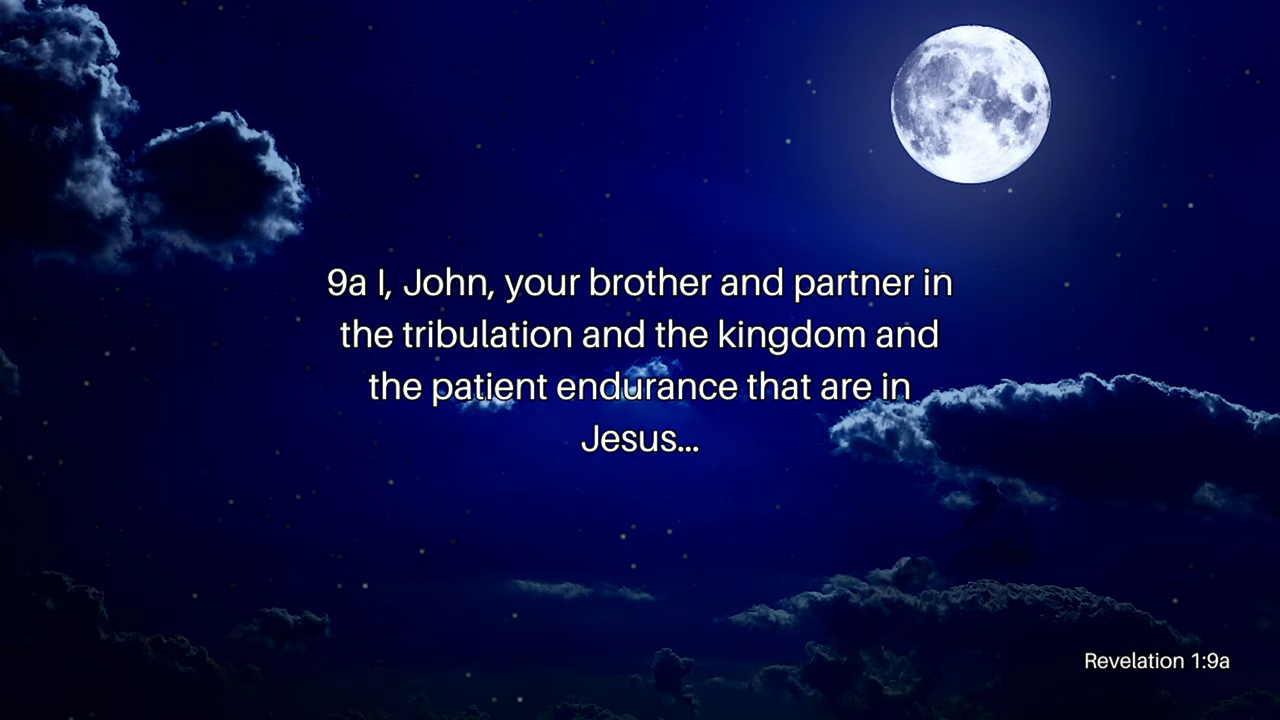 9a I, John, your brother and partner in
the tribulation and the kingdom and
the patient endurance that are in
Jesus...
Revelation 1:9a